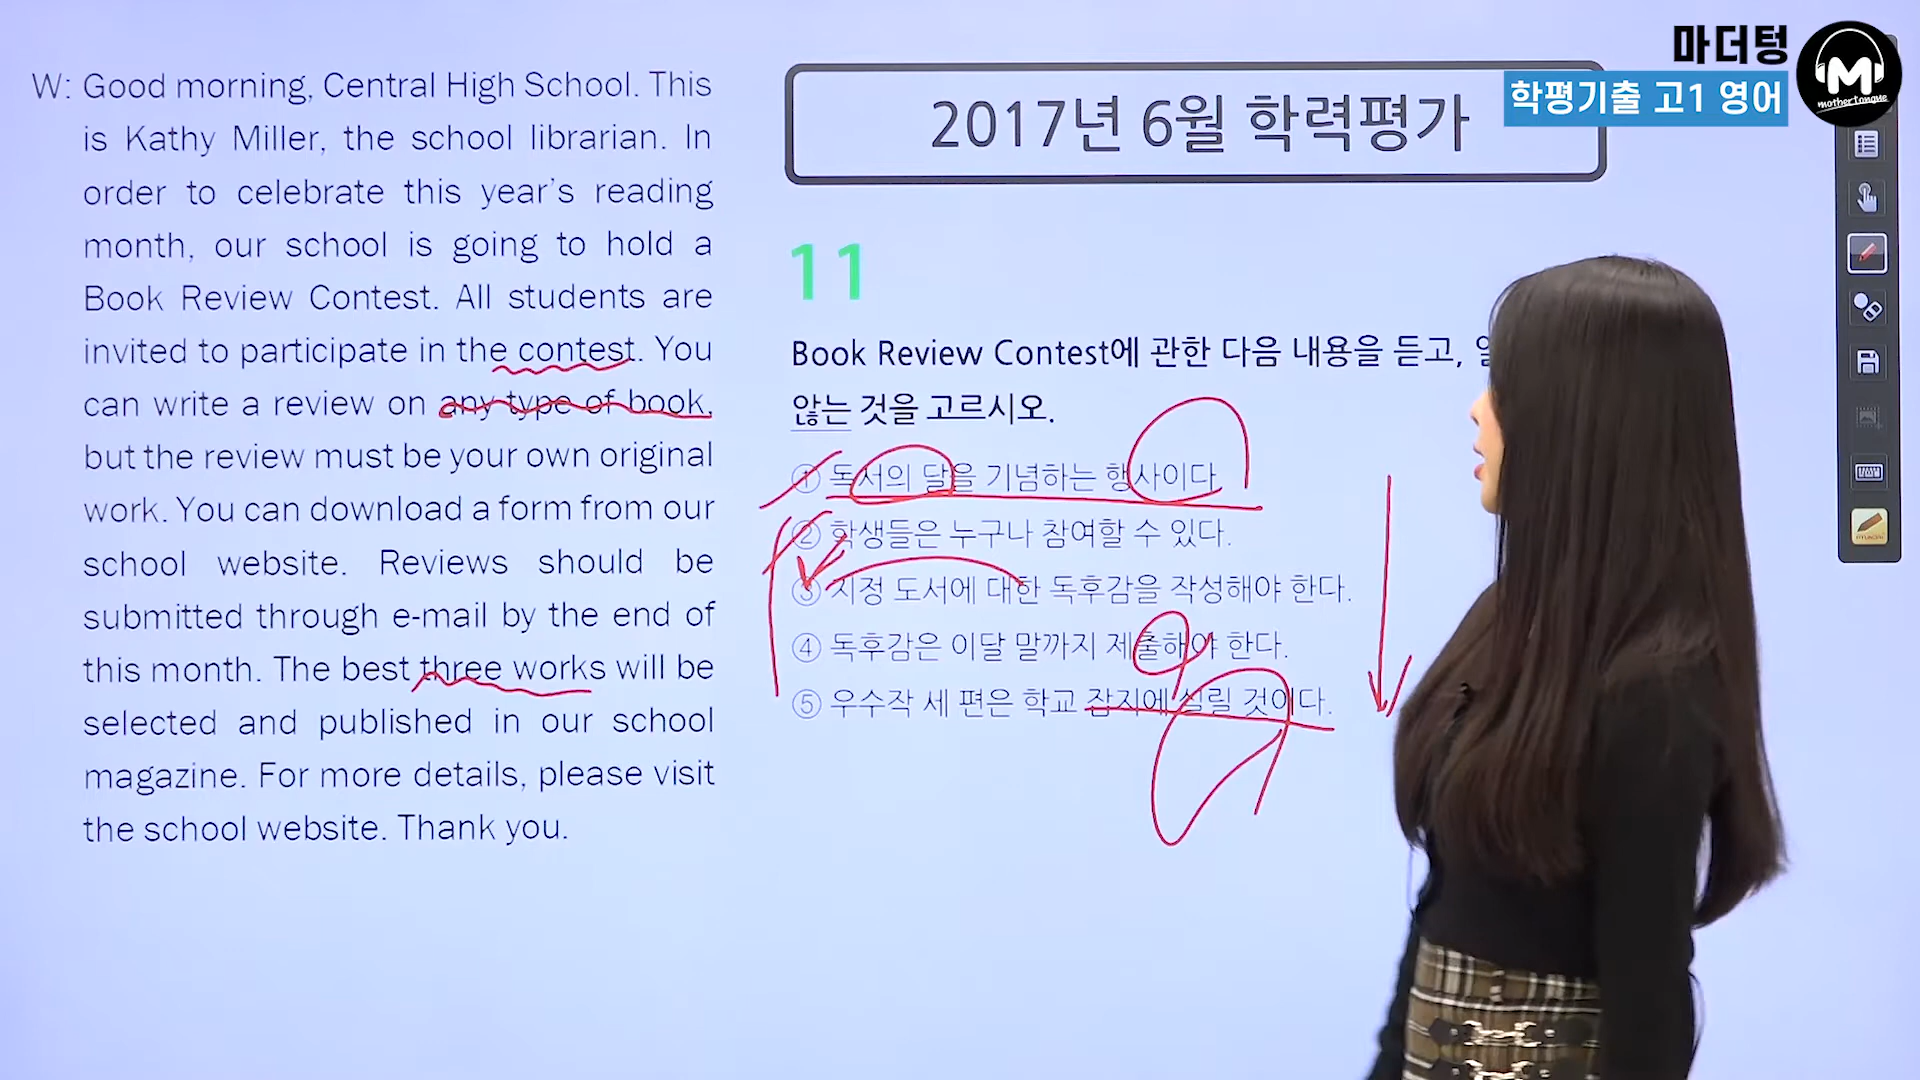 W: Good morning, Central High School. This
is Kathy Miller, the school librarian. In
order to celebrate this year's reading
month, our school is going to hold a
Book Review Contest. All students are
invited to participate in the contest. You
can write a review on any type of book,
but the review must be your own original
work. You can download a form from our
school website. Reviews should be
submitted through e-mail by the end of
this month. The best three works will be
selected and published in our school
magazine. For more details, please visit
the school website. Thank you.
2017년 6월 학력평가
마더텅
학평기출 고1 영어
M
mothertongue
11
Book Review Contest에 관한 다음 내용을 듣고,
않는 것을 고르시오.
① 독서의 달을 기념하는 행사이다.
② 학생들은 누구나 참여할 수 있다.
③ 지정 도서에 대한 독후감을 작성해야 한다.
④ 독후감은 이달 말까지 제출해야 한다.
⑤ 우수작 세 편은 학교 잡지에 실릴 것이다.